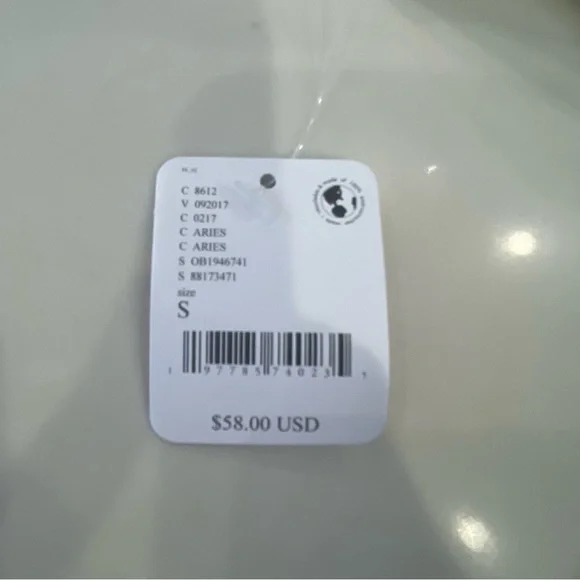 C 8612
V 092017
C 0217
C ARIES
C ARIES
S OB1946741
S 88173471
size
S
1 97785 74023 5
$58.00 USD